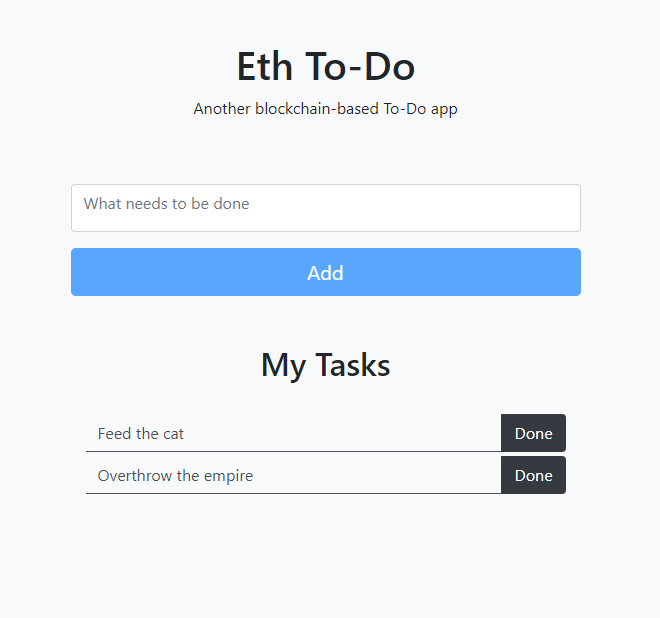 Eth To-Do
Another blockchain-based To-Do app
What needs to be done
Add
My Tasks
Feed the cat Done
Overthrow the empire Done